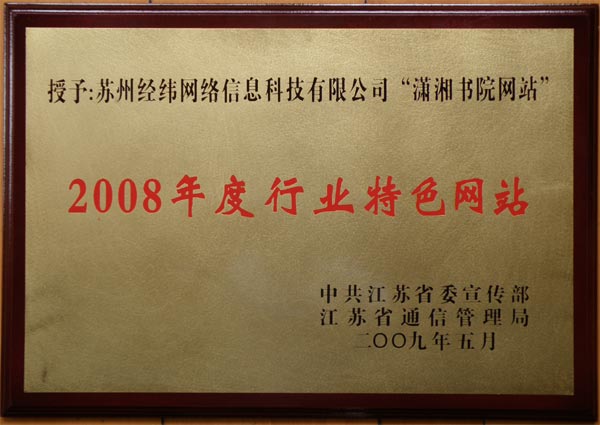 授予:苏州经纬网络信息科技有限公司“潇湘书院网站”
2008年度行业特色网站
中共江苏省委宣传部
江苏省通信管理局
二〇〇九年五月